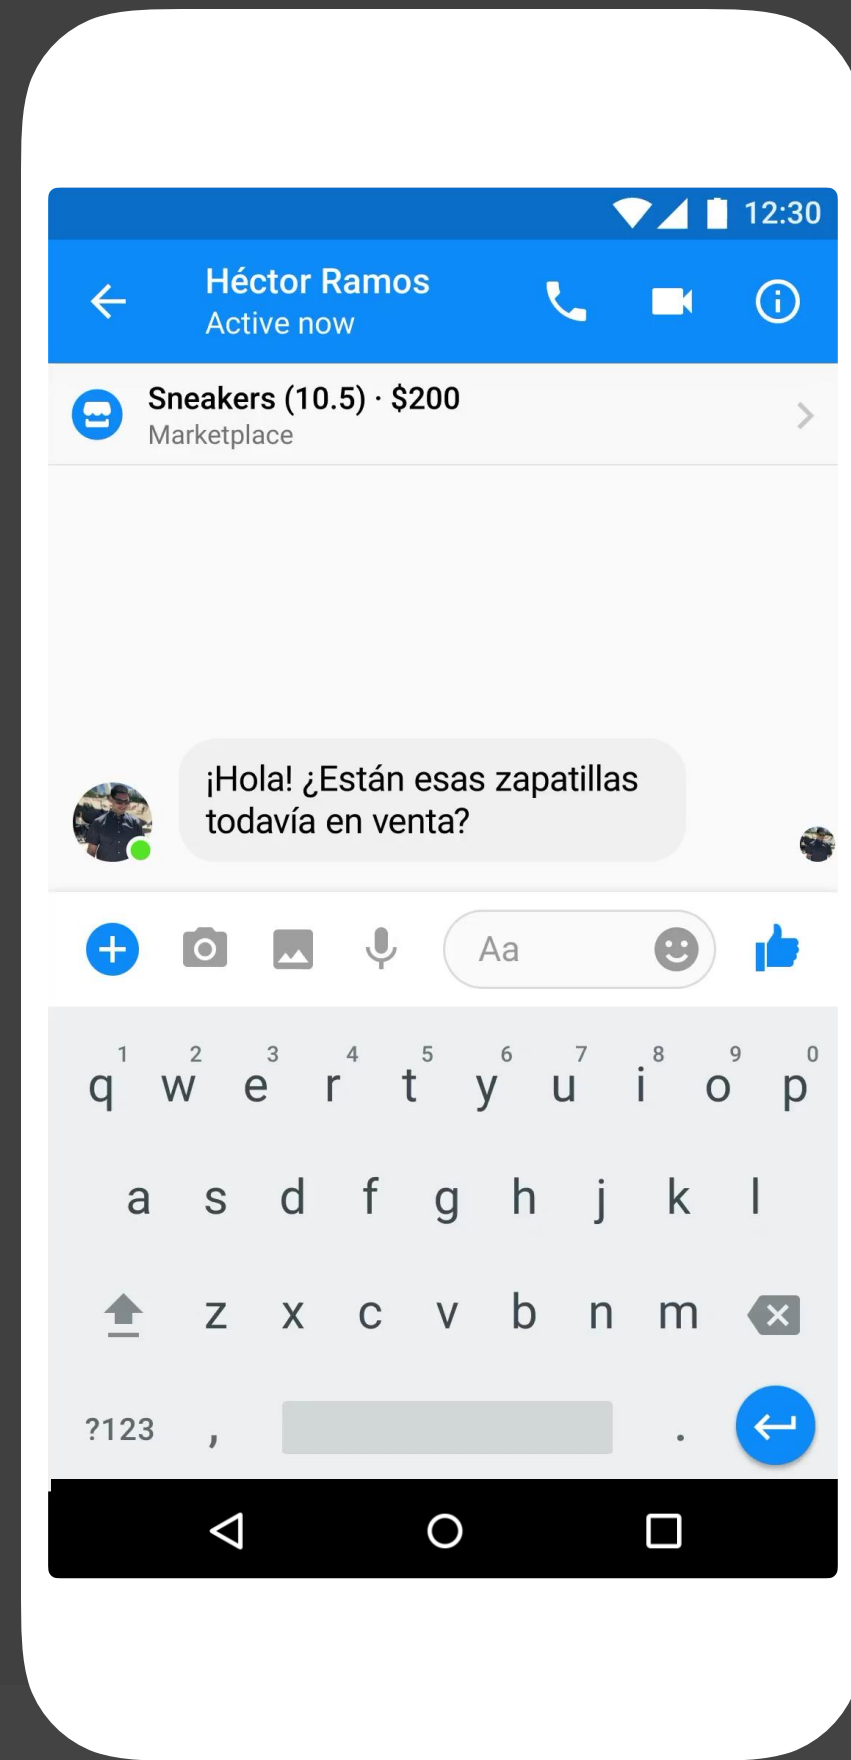 12:30
Héctor Ramos
Active now
Sneakers (10.5) · $200
Marketplace
¡Hola! ¿Están esas zapatillas
todavía en venta?
Aa
1 2 3 4 5 6 7 8 9 0
q w e r t y u i o p
a s d f g h j k l
z x c v b n m
?123 , .